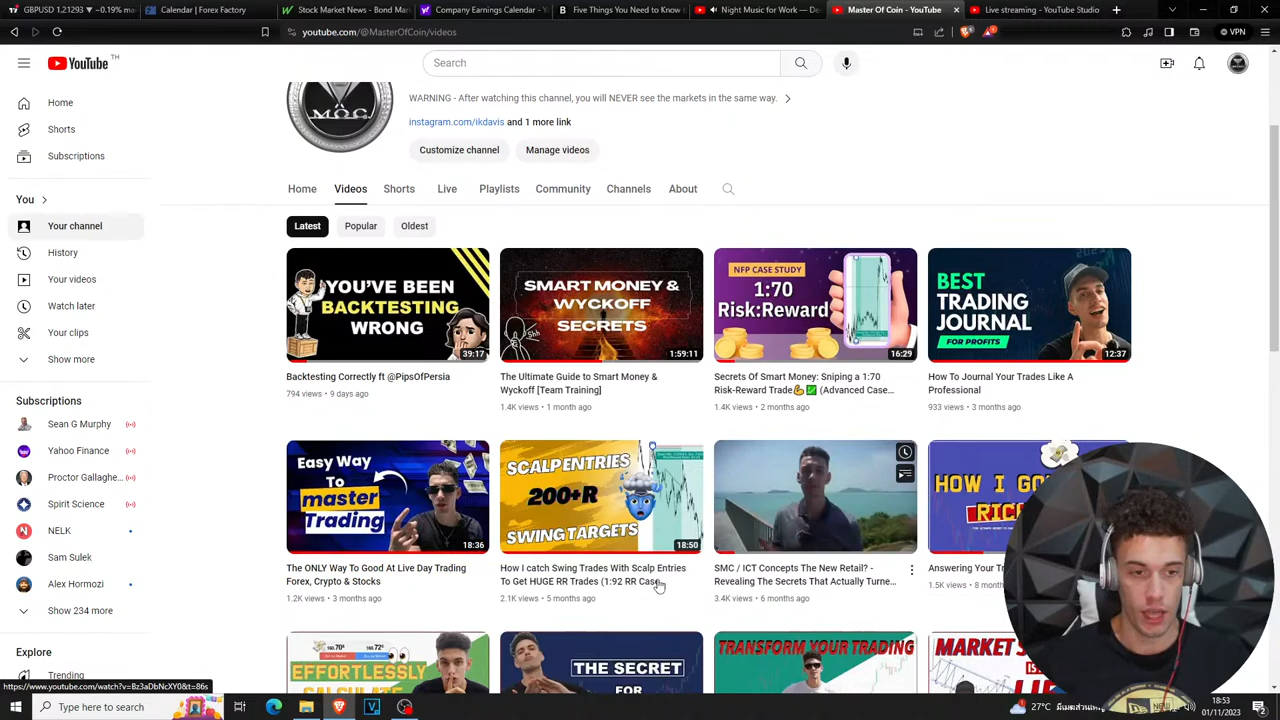 GBPUSD 1.21293 −2.02%
Calendar | Forex Factory
Stock Market News - Bond Mar
Company Earnings Calendar - Y
Five Things You Need to Know t
Night Music for Work — De
Master Of Coin - YouTube
Live streaming - YouTube Studio
youtube.com/@MasterOfCoin/videos
VPN
YouTube TH
Search
Home
Shorts
Subscriptions
You
Your channel
History
Your videos
Watch later
Your clips
Show more
Subscriptions
Sean G Murphy
Yahoo Finance
Proctor Gallaghe...
Spirit Science
NELK
Sam Sulek
Alex Hormozi
Show 234 more
Explore
Trending
M.O.C
WARNING - After watching this channel, you will NEVER see the markets in the same way.
instagram.com/ikdavis and 1 more link
Customize channel
Manage videos
Home
Videos
Shorts
Live
Playlists
Community
Channels
About
Latest
Popular
Oldest
YOU'VE BEEN
BACKTESTING
WRONG
39:17
Backtesting Correctly ft @PipsOfPersia
794 views • 9 days ago
SMART MONEY &
WYCKOFF
SECRETS
Shh
1:59:11
The Ultimate Guide to Smart Money &
Wyckoff [Team Training]
1.4K views • 1 month ago
NFP CASE STUDY
1:70
Risk:Reward
16:29
Secrets Of Smart Money: Sniping a 1:70
Risk-Reward Trade💪✅ (Advanced Case...
1.4K views • 2 months ago
BEST
TRADING
JOURNAL
FOR PROFITS
12:37
How To Journal Your Trades Like A
Professional
933 views • 3 months ago
Easy Way
To
master
Trading
18:36
The ONLY Way To Good At Live Day Trading
Forex, Crypto & Stocks
1.2K views • 3 months ago
SCALP ENTRIES
200+R
SWING TARGETS
18:50
How I catch Swing Trades With Scalp Entries
To Get HUGE RR Trades (1:92 RR Case
2.1K views • 5 months ago
SMC / ICT Concepts The New Retail? -
Revealing The Secrets That Actually Turne...
3.4K views • 6 months ago
HOW I GO
RIC
Answering Your Tr
1.5K views • 8 m
EFFORTLESSLY
THE SECRET
FOR
TRANSFORM YOUR TRADING
MARKET S
IS
https://www.youtube.com/watch?v=Bz3aDbNcXY0&t=86s
Type here to search
27°C
18:53
01/11/2023